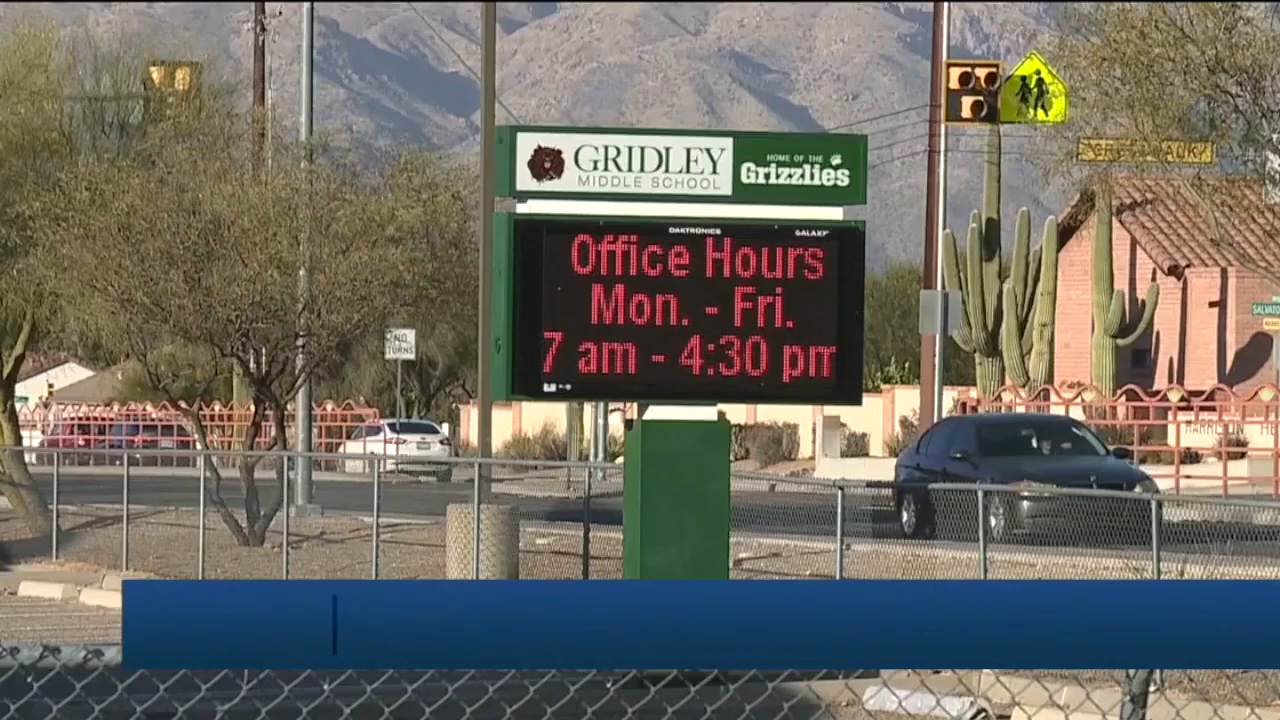 GRIDLEY
MIDDLE SCHOOL
HOME OF THE
Grizzlies
DAKTRONICS
GALAXY
Office Hours
Mon. - Fri.
7 am - 4:30 pm
NO
TURNS